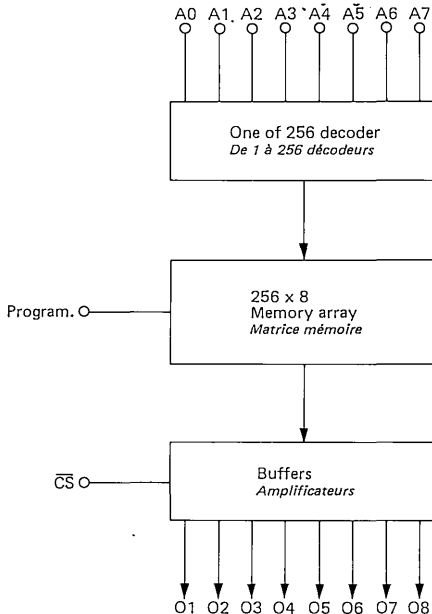 A0 A1 A2 A3 A4 A5 A6 A7
One of 256 decoder
De 1 à 256 décodeurs
256 x 8
Program.
Memory array
Matrice mémoire
Buffers
C̅S̅
Amplificateurs
O1 O2 O3 O4 O5 O6 O7 O8